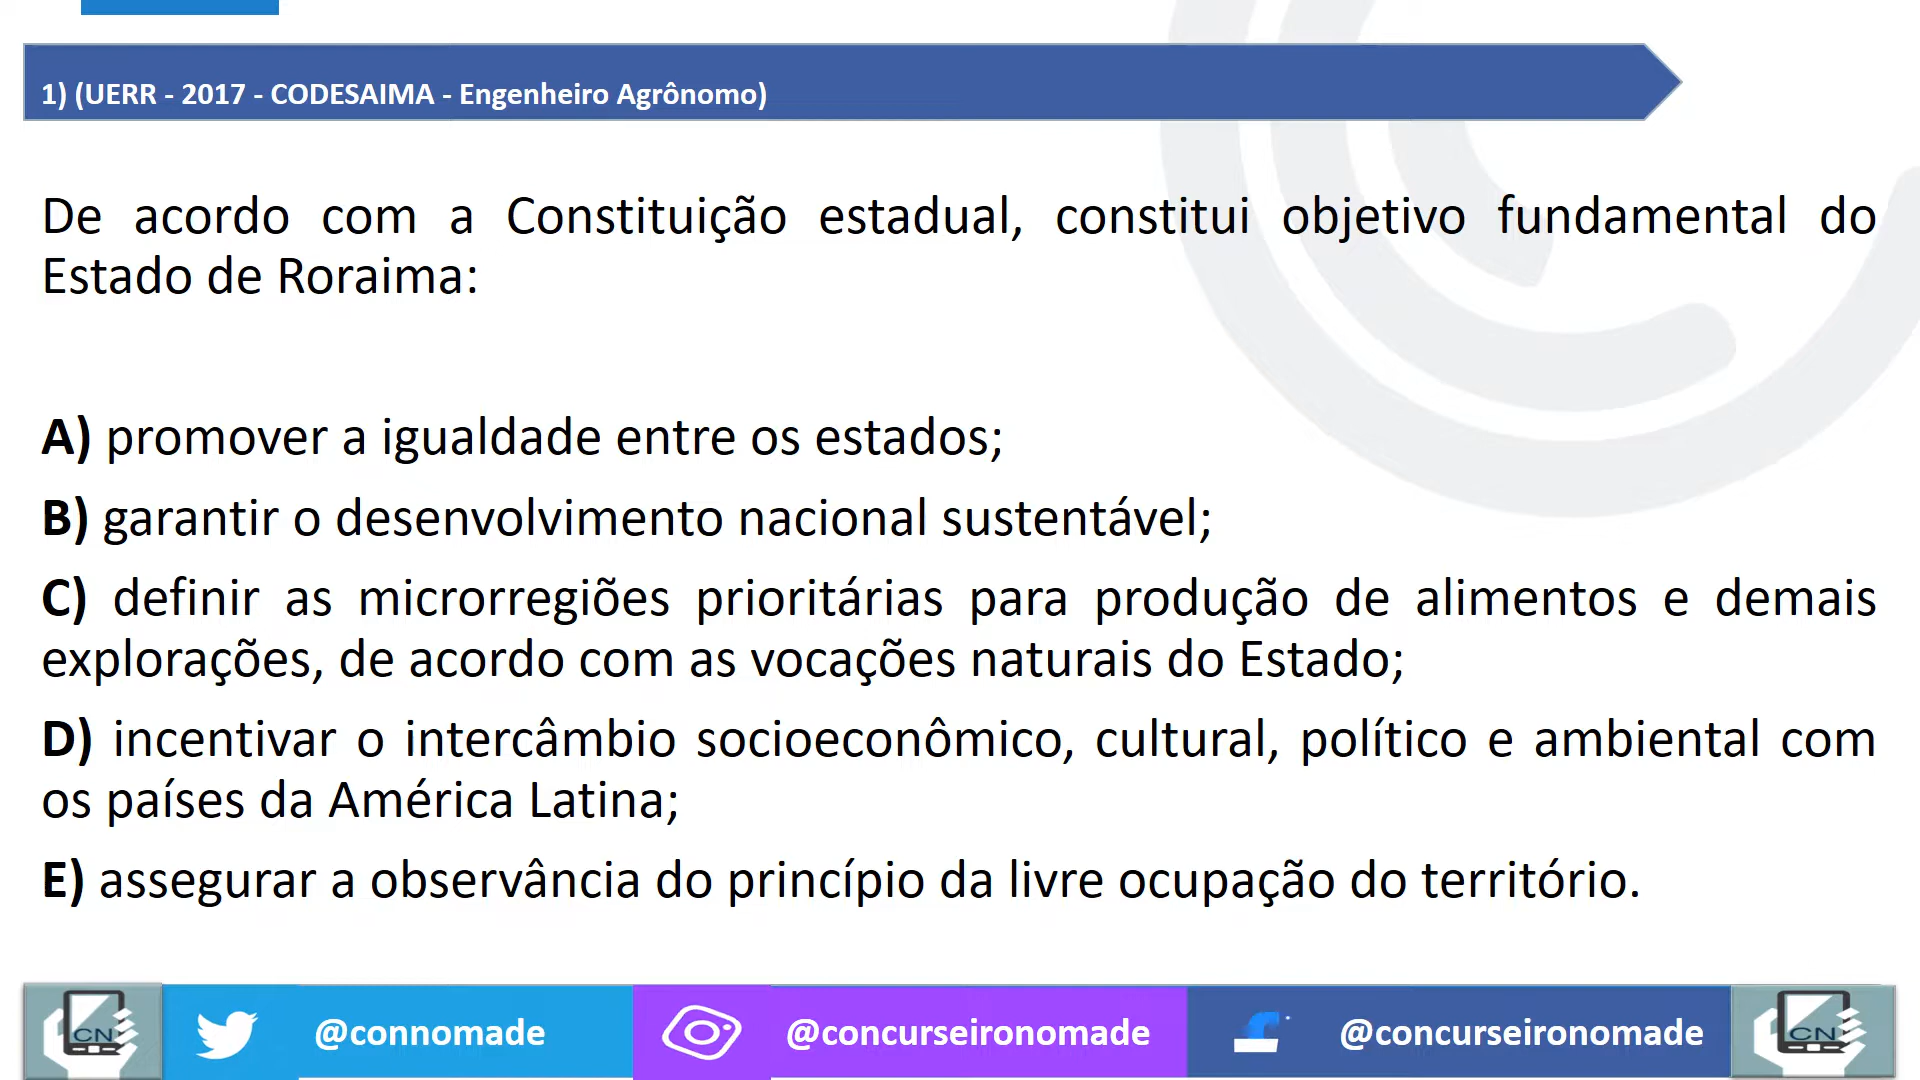 1) (UERR - 2017 - CODESAIMA - Engenheiro Agrônomo)
De acordo com a Constituição estadual, constitui objetivo fundamental do
Estado de Roraima:
A) promover a igualdade entre os estados;
B) garantir o desenvolvimento nacional sustentável;
C) definir as microrregiões prioritárias para produção de alimentos e demais
explorações, de acordo com as vocações naturais do Estado;
D) incentivar o intercâmbio socioeconômico, cultural, político e ambiental com
os países da América Latina;
E) assegurar a observância do princípio da livre ocupação do território.
CN @connomade @concurseironomade @concurseironomade CN